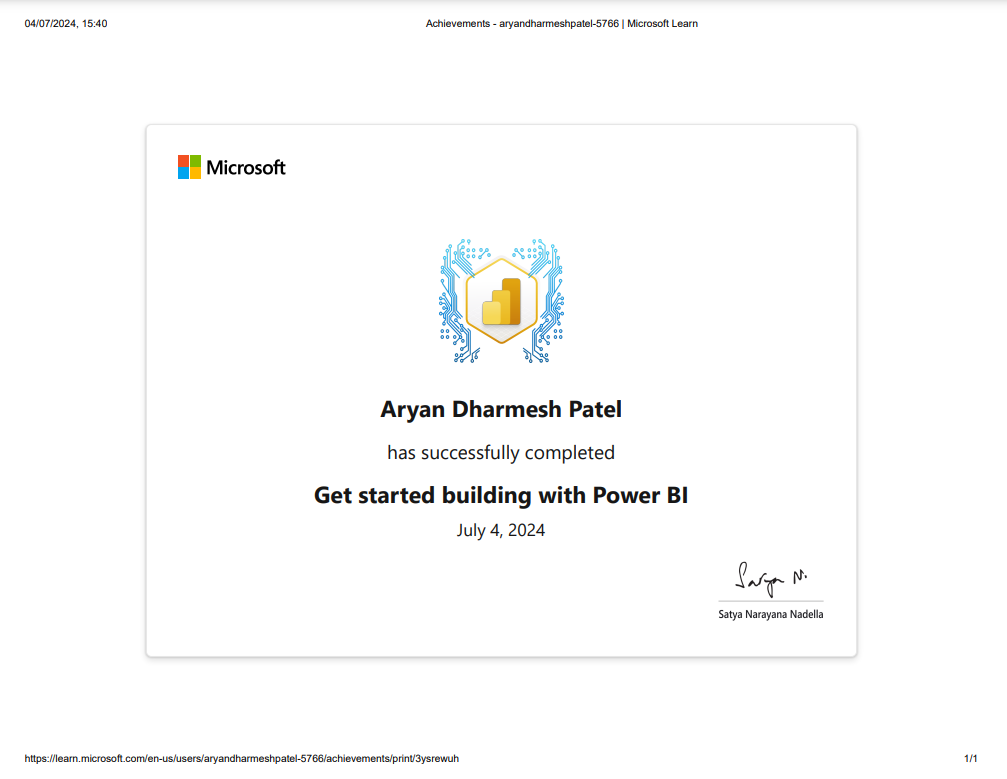 04/07/2024, 15:40
Achievements - aryandharmeshpatel-5766 | Microsoft Learn
Microsoft
Aryan Dharmesh Patel
has successfully completed
Get started building with Power BI
July 4, 2024
Satya N.
Satya Narayana Nadella
https://learn.microsoft.com/en-us/users/aryandharmeshpatel-5766/achievements/print/3ysrewuh
1/1